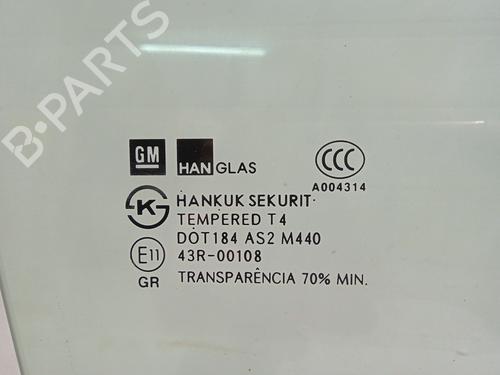 B-PARTS
GM HANGLAS CCC
A004314
KS HANKUK SEKURIT
TEMPERED T4
DOT184 AS2 M440
E11 43R-00108
GR TRANSPARÊNCIA 70% MIN.